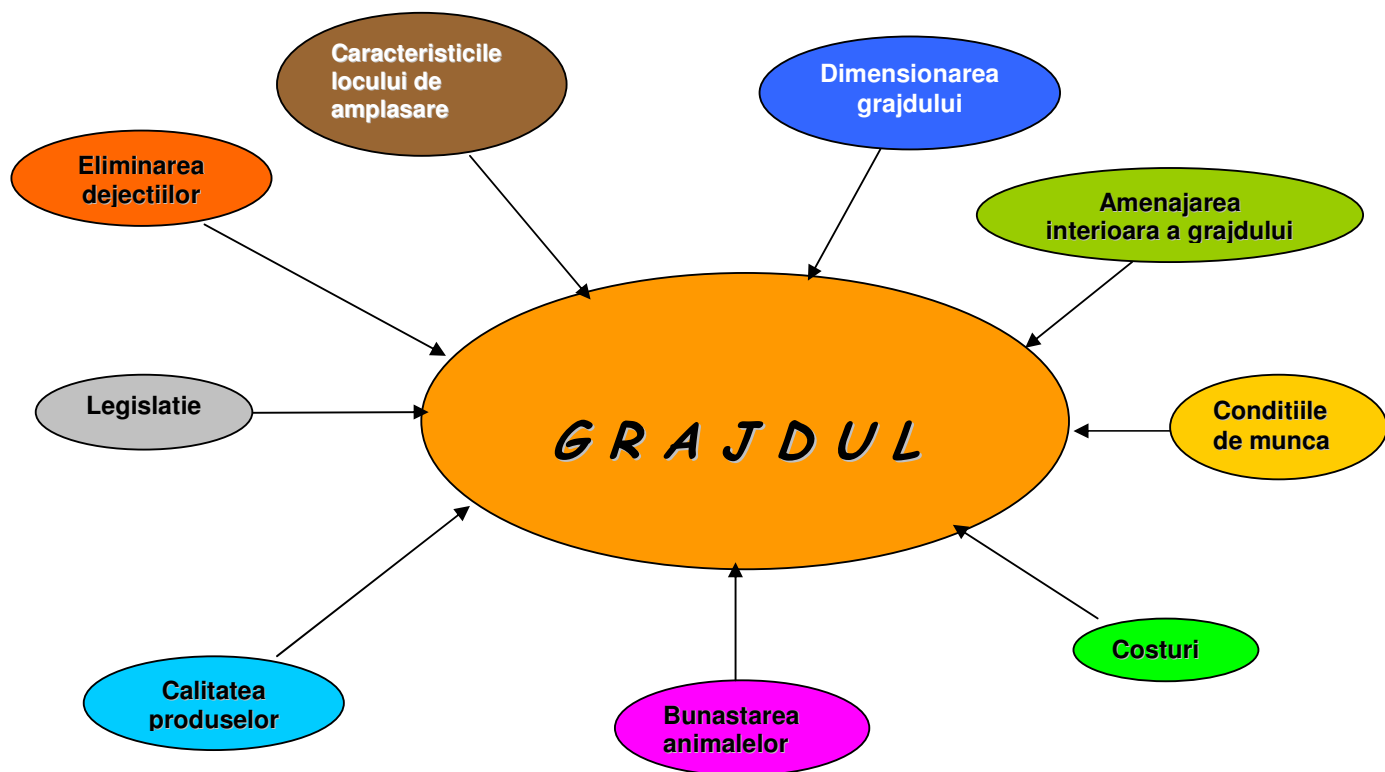 Caracteristicile
locului de
amplasare
Dimensionarea
grajdului
Eliminarea
dejectiilor
Amenajarea
interioara a grajdului
Legislatie
Conditiile
de munca
G R A J D U L
Costuri
Calitatea
produselor
Bunastarea
animalelor